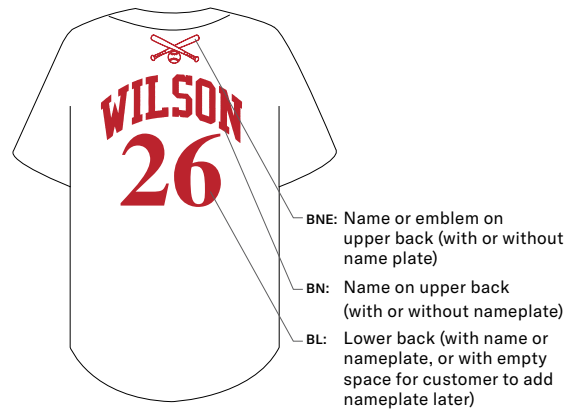 WILSON
26
BNE: Name or emblem on
upper back (with or without
name plate)
BN: Name on upper back
(with or without nameplate)
BL: Lower back (with name or
nameplate, or with empty
space for customer to add
nameplate later)